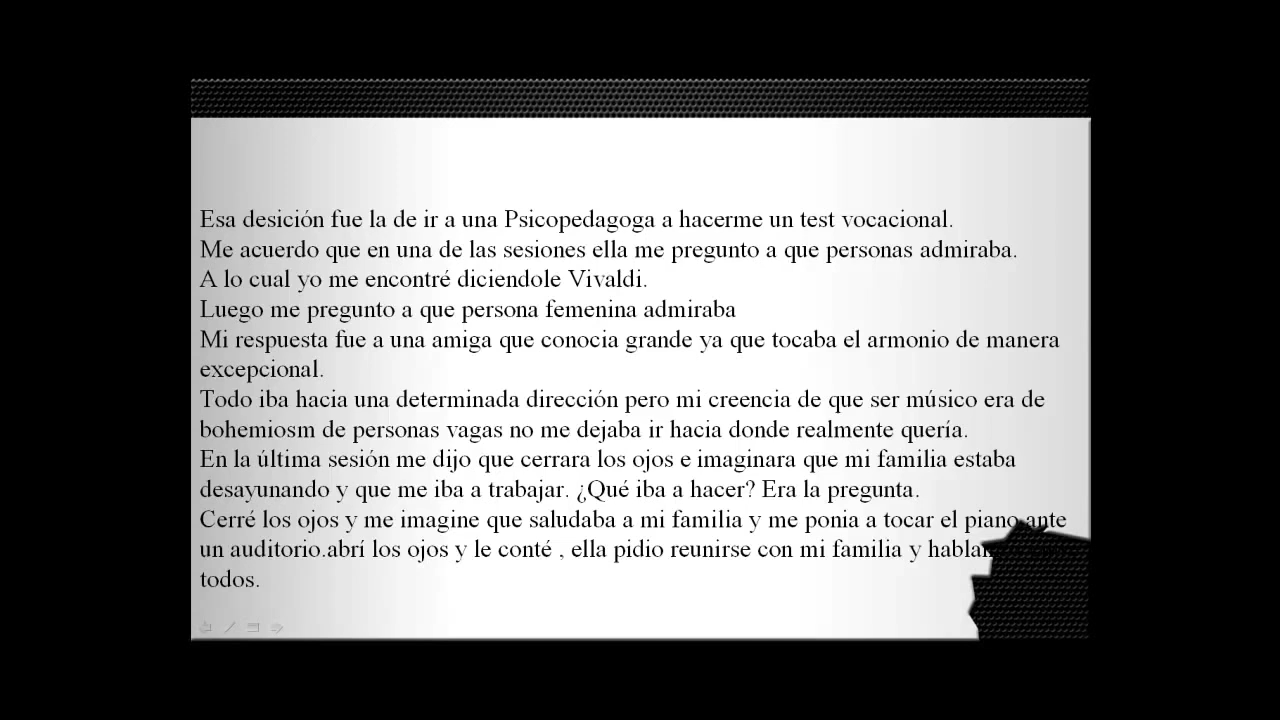 Esa desición fue la de ir a una Psicopedagoga a hacerme un test vocacional.
Me acuerdo que en una de las sesiones ella me pregunto a que personas admiraba.
A lo cual yo me encontré diciendole Vivaldi.
Luego me pregunto a que persona femenina admiraba
Mi respuesta fue a una amiga que conocia grande ya que tocaba el armonio de manera
excepcional.
Todo iba hacia una determinada dirección pero mi creencia de que ser músico era de
bohemiosm de personas vagas no me dejaba ir hacia donde realmente quería.
En la última sesión me dijo que cerrara los ojos e imaginara que mi familia estaba
desayunando y que me iba a trabajar. ¿Qué iba a hacer? Era la pregunta.
Cerré los ojos y me imagine que saludaba a mi familia y me ponia a tocar el piano ante
un auditorio.abrí los ojos y le conté , ella pidio reunirse con mi familia y
todos.